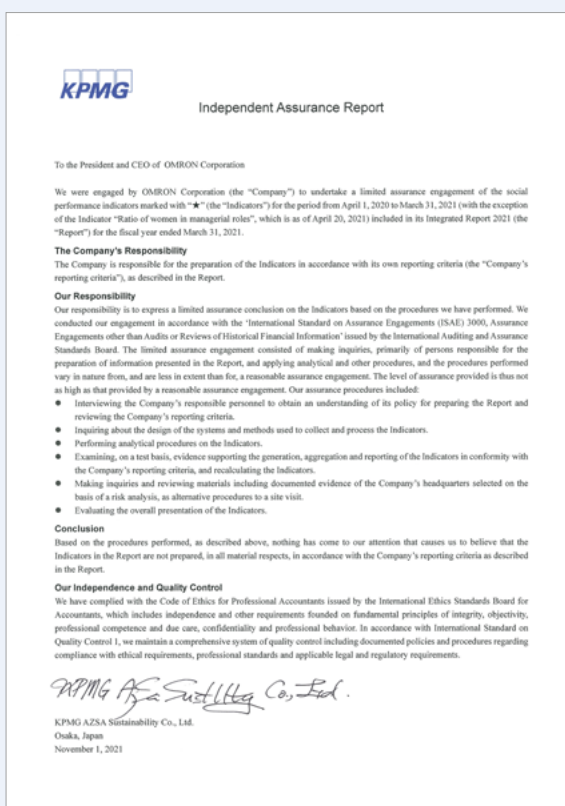 KPMG
Independent Assurance Report
To the President and CEO of OMRON Corporation
We were engaged by OMRON Corporation (the “Company”) to undertake a limited assurance engagement of the social
performance indicators marked with “★” (the “Indicators”) for the period from April 1, 2020 to March 31, 2021 (with the exception
of the Indicator “Ratio of women in managerial roles”, which is as of April 20, 2021) included in its Integrated Report 2021 (the
“Report”) for the fiscal year ended March 31, 2021.
The Company's Responsibility
The Company is responsible for the preparation of the Indicators in accordance with its own reporting criteria (the “Company's
reporting criteria”), as described in the Report.
Our Responsibility
Our responsibility is to express a limited assurance conclusion on the Indicators based on the procedures we have performed. We
conducted our engagement in accordance with the ‘International Standard on Assurance Engagements (ISAE) 3000, Assurance
Engagements other than Audits or Reviews of Historical Financial Information’ issued by the International Auditing and Assurance
Standards Board. The limited assurance engagement consisted of making inquiries, primarily of persons responsible for the
preparation of information presented in the Report, and applying analytical and other procedures, and the procedures performed
vary in nature from, and are less in extent than for, a reasonable assurance engagement. The level of assurance provided is thus not
as high as that provided by a reasonable assurance engagement. Our assurance procedures included:
● Interviewing the Company's responsible personnel to obtain an understanding of its policy for preparing the Report and
reviewing the Company's reporting criteria.
● Inquiring about the design of the systems and methods used to collect and process the Indicators.
● Performing analytical procedures on the Indicators.
● Examining, on a test basis, evidence supporting the generation, aggregation and reporting of the Indicators in conformity with
the Company's reporting criteria, and recalculating the Indicators.
● Making inquiries and reviewing materials including documented evidence of the Company's headquarters selected on the
basis of a risk analysis, as alternative procedures to a site visit.
● Evaluating the overall presentation of the Indicators.
Conclusion
Based on the procedures performed, as described above, nothing has come to our attention that causes us to believe that the
Indicators in the Report are not prepared, in all material respects, in accordance with the Company's reporting criteria as described
in the Report.
Our Independence and Quality Control
We have complied with the Code of Ethics for Professional Accountants issued by the International Ethics Standards Board for
Accountants, which includes independence and other requirements founded on fundamental principles of integrity, objectivity,
professional competence and due care, confidentiality and professional behavior. In accordance with International Standard on
Quality Control 1, we maintain a comprehensive system of quality control including documented policies and procedures regarding
compliance with ethical requirements, professional standards and applicable legal and regulatory requirements.
KPMG AZSA Sustainability Co., Ltd.
Osaka, Japan
November 1, 2021